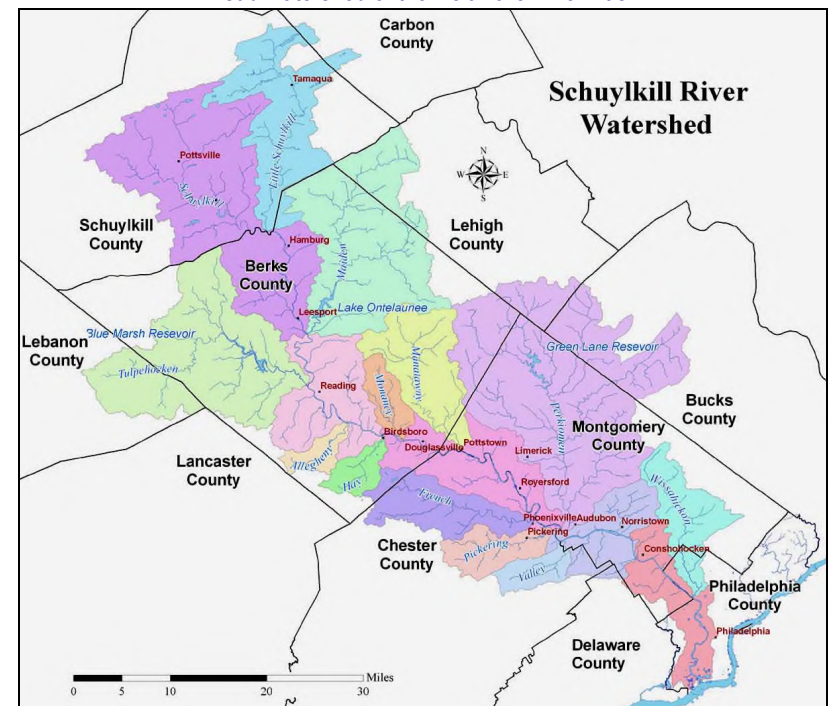 Carbon
County
Schuylkill River
Watershed
Tamaqua
Little Schuylkill
Pottsville
Schuylkill
N
W
E
S
Schuylkill
County
Lehigh
County
Hamburg
Berks
County
Maiden
Leesport
Lake Ontelaunee
Blue Marsh Resevoir
Lebanon
County
Tulpehocken
Green Lane Resevoir
Reading
Monocacy
Manatawny
Perkiomen
Bucks
County
Montgomery
County
Birdsboro
Douglassville
Pottstown
Limerick
Allegheny
Lancaster
County
Hay
Royersford
Wissahickon
French
Phoenixville
Audubon
Norristown
Pickering
Pickering
Conshohocken
Chester
County
Valley
Philadelphia
County
Philadelphia
Delaware
County
Miles
0 5 10 20 30